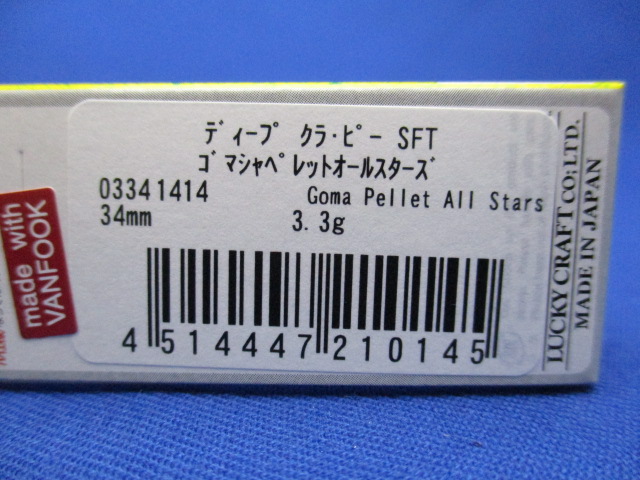 ディープ クラ・ピー SFT
ゴマシャペレットオールスターズ
03341414 Goma Pellet All Stars
34mm 3.3g
4 514447 210145
made with
VANFOOK
LUCKY CRAFT CO;LTD.
MADE IN JAPAN